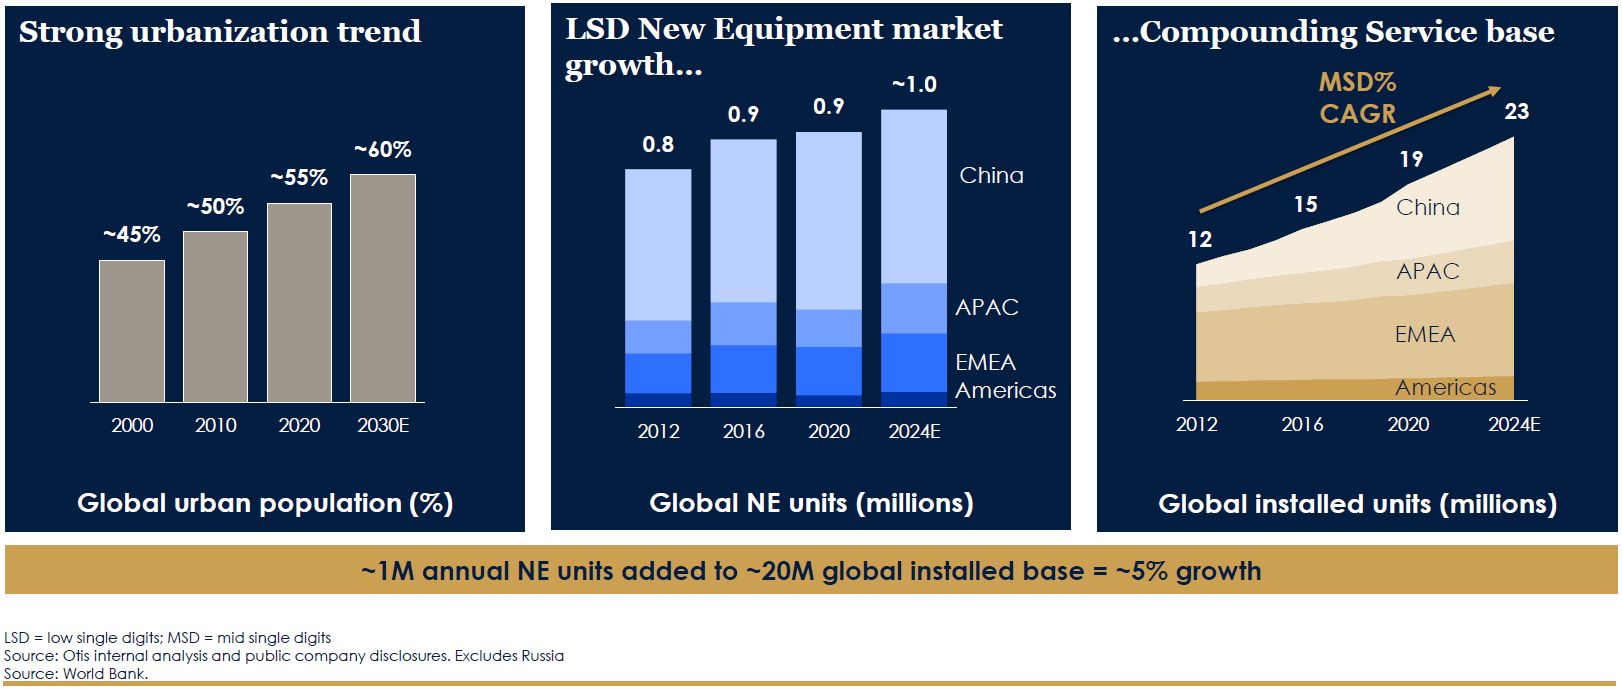 Strong urbanization trend
~45%
~50%
~55%
~60%
2000
2010
2020
2030E
Global urban population (%)
LSD New Equipment market
growth...
0.8
0.9
0.9
~1.0
China
APAC
EMEA
Americas
2012
2016
2020
2024E
Global NE units (millions)
...Compounding Service base
MSD%
CAGR
12
15
19
23
China
APAC
EMEA
Americas
2012
2016
2020
2024E
Global installed units (millions)
~1M annual NE units added to ~20M global installed base = ~5% growth
LSD = low single digits; MSD = mid single digits
Source: Otis internal analysis and public company disclosures. Excludes Russia
Source: World Bank.